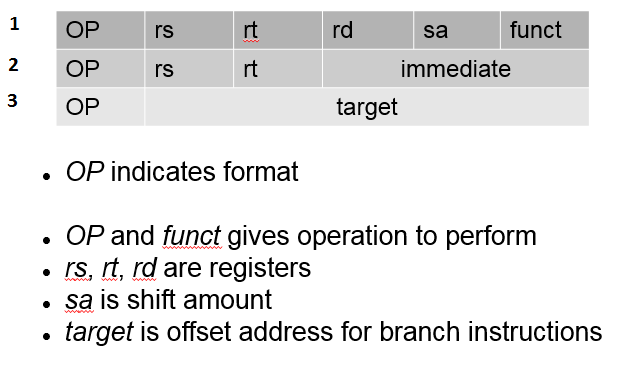 1 OP rs rt rd sa funct
2 OP rs rt immediate
3 OP target
• OP indicates format
• OP and funct gives operation to perform
• rs, rt, rd are registers
• sa is shift amount
• target is offset address for branch instructions